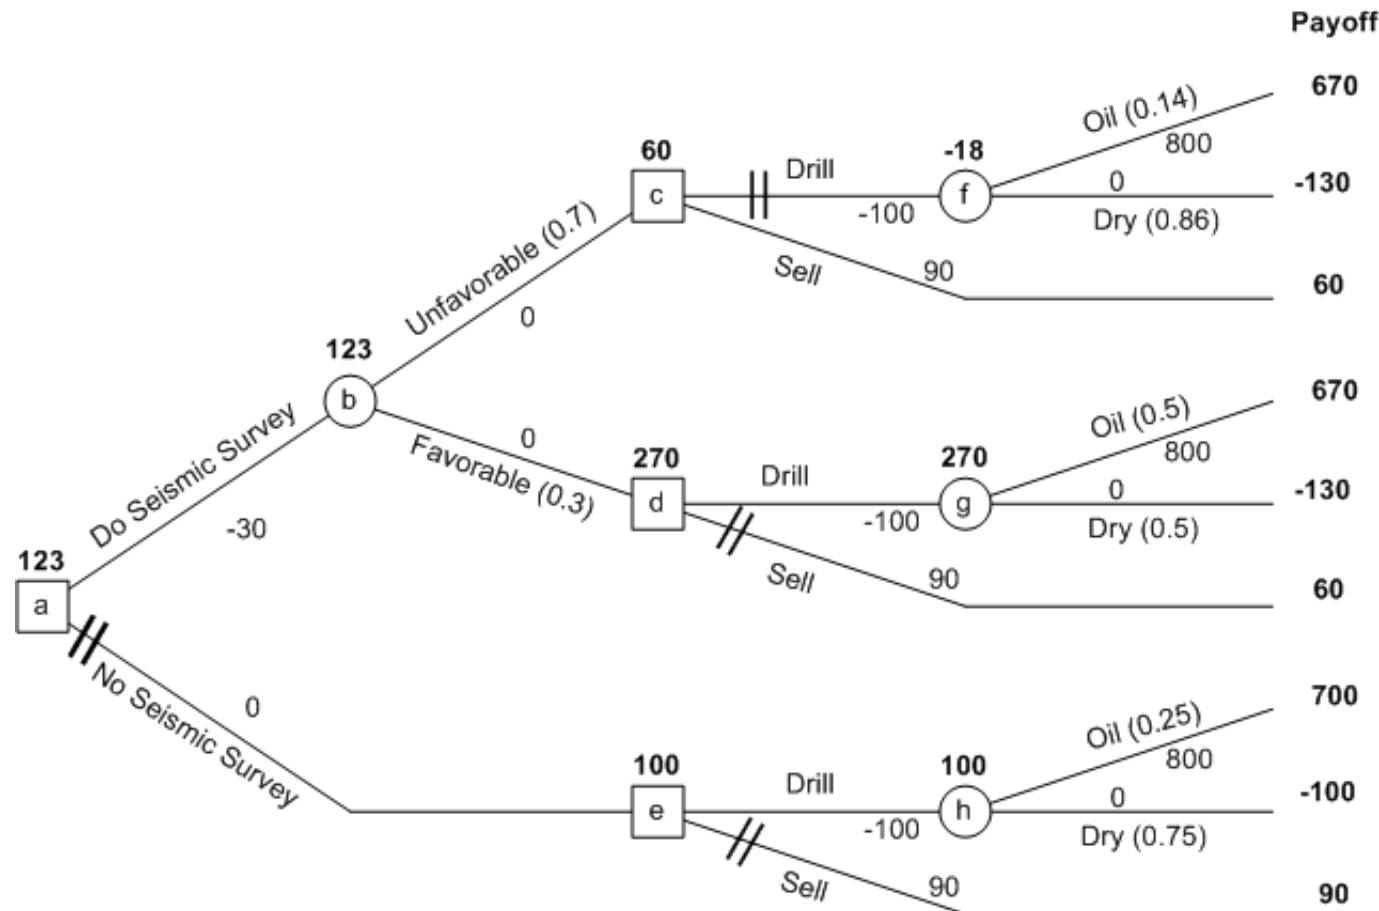 Payoff
670
Oil (0.14)
800
60
Drill
-18
c
f
0
-130
-100
Dry (0.86)
Unfavorable (0.7)
Sell
90
60
0
123
b
670
Do Seismic Survey
0
Favorable (0.3)
Oil (0.5)
800
270
Drill
270
d
g
0
-130
-100
Dry (0.5)
-30
Sell
90
60
123
a
No Seismic Survey
0
700
Oil (0.25)
800
100
Drill
100
e
h
0
-100
-100
Dry (0.75)
Sell
90
90